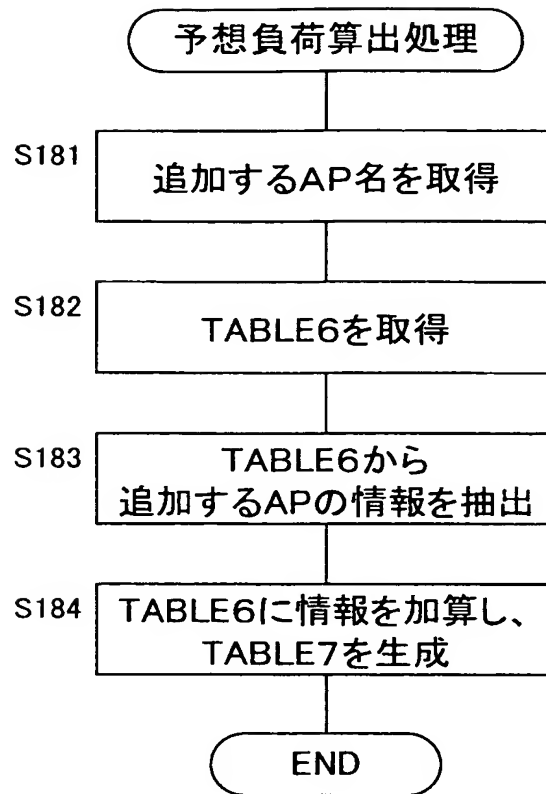 予想負荷算出処理
S181
追加するAP名を取得
S182
TABLE6を取得
S183
TABLE6から
追加するAPの情報を抽出
S184
TABLE6に情報を加算し、
TABLE7を生成
END